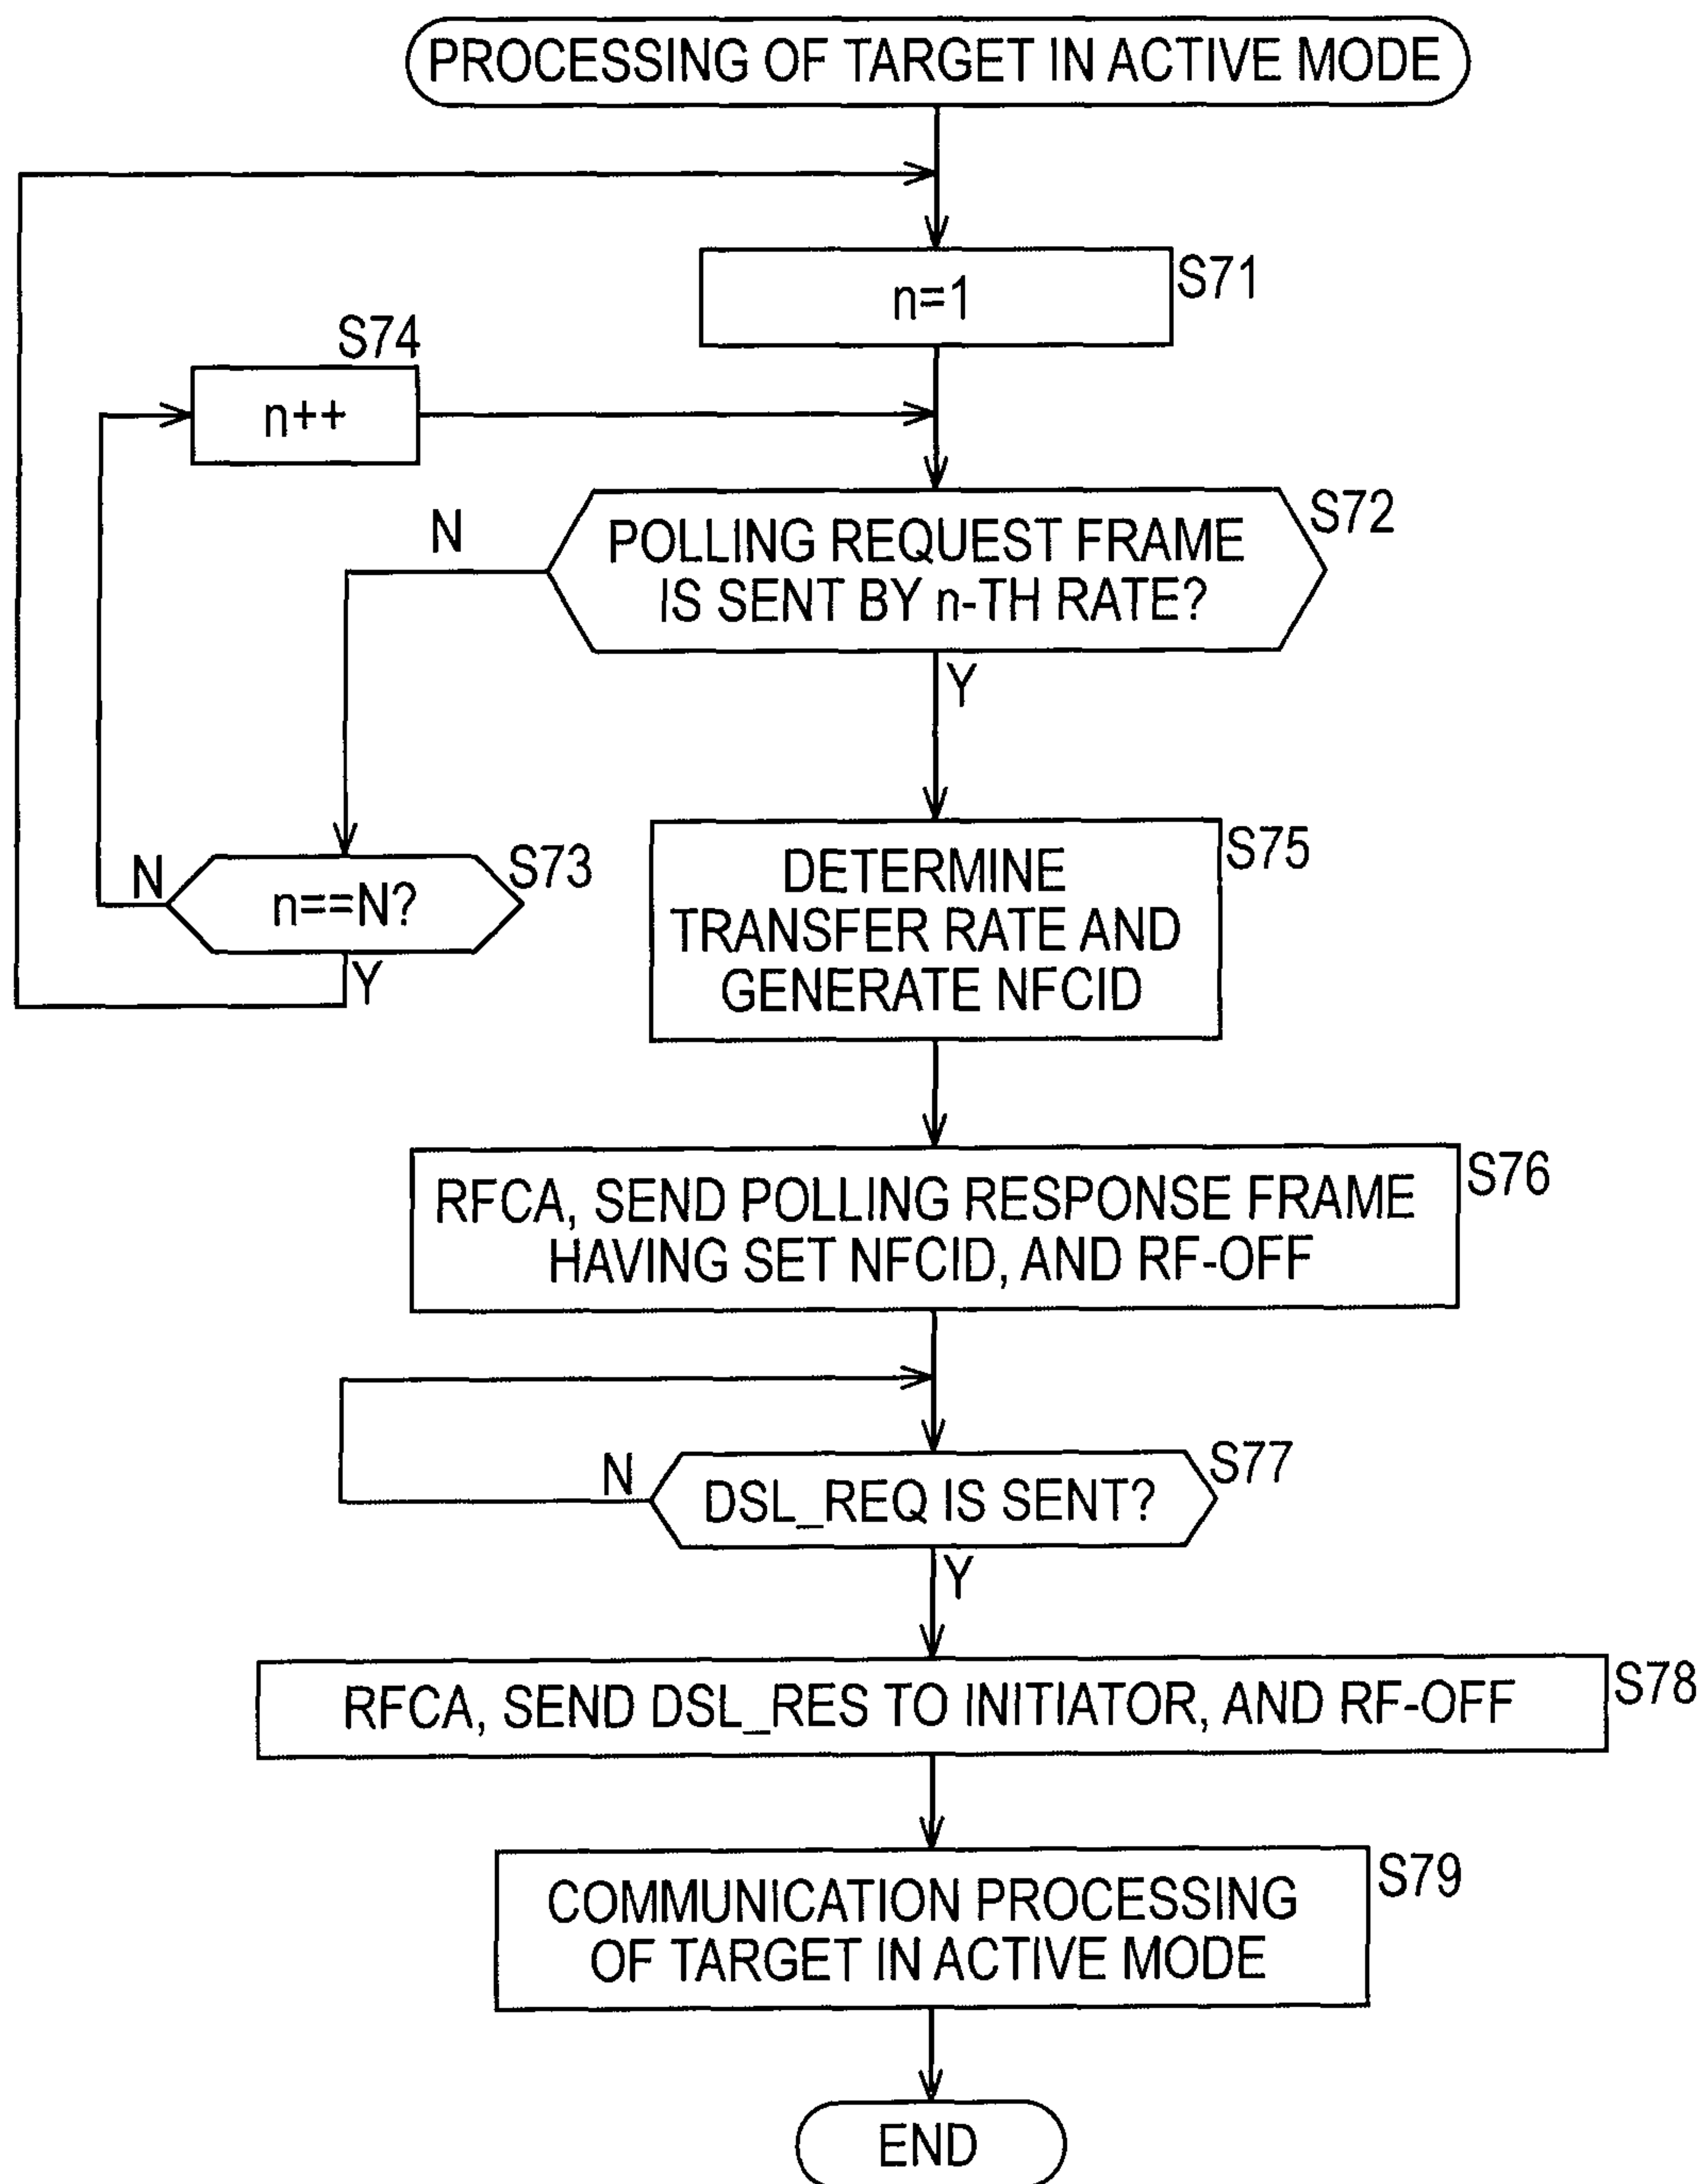 PROCESSING OF TARGET IN ACTIVE MODE
n=1
S71
S74
n++
S72
POLLING REQUEST FRAME
IS SENT BY n-TH RATE?
N
Y
S73
n==N?
N
Y
S75
DETERMINE
TRANSFER RATE AND
GENERATE NFCID
S76
RFCA, SEND POLLING RESPONSE FRAME
HAVING SET NFCID, AND RF-OFF
S77
N
DSL_REQ IS SENT?
Y
S78
RFCA, SEND DSL_RES TO INITIATOR, AND RF-OFF
S79
COMMUNICATION PROCESSING
OF TARGET IN ACTIVE MODE
END